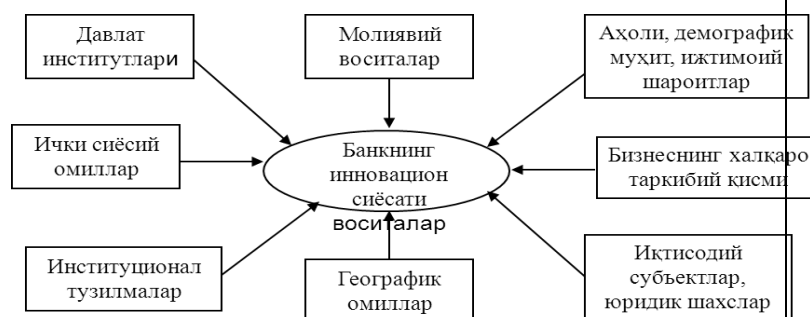 Давлат
институтлари
Молиявий
воситалар
Аҳоли, демографик
муҳит, ижтимоий
шароитлар
Ички сиёсий
омиллар
Банкнинг
инновацион
сиёсати
воситалар
Бизнеснинг халқаро
таркибий қисми
Институционал
тузилмалар
Географик
омиллар
Иқтисодий
субъектлар,
юридик шахслар